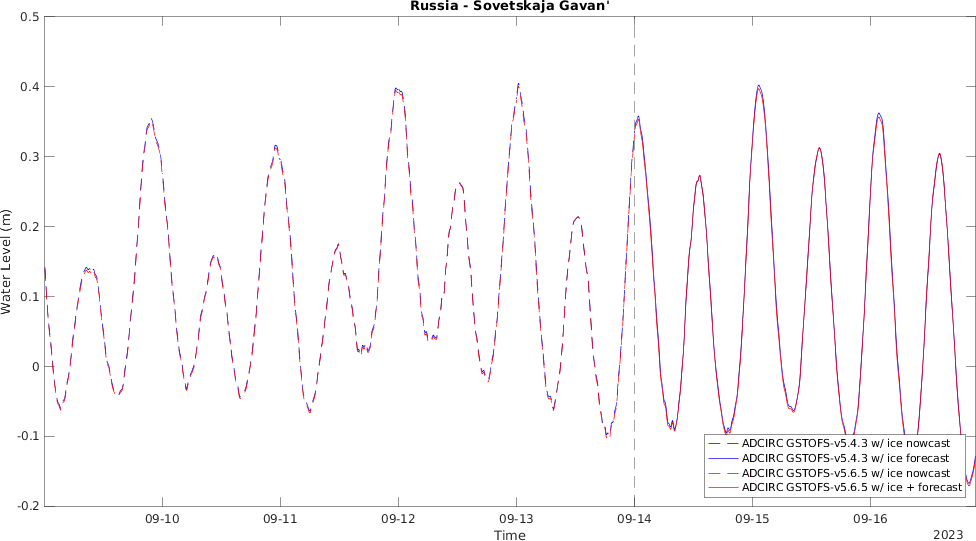 Russia - Sovetskaja Gavan'
0.5
0.4
0.3
0.2
0.1
0
-0.1
-0.2
Water Level (m)
09-10
09-11
09-12
09-13
09-14
09-15
09-16
Time
2023
ADCIRC GSTOFS-v5.4.3 w/ ice nowcast
ADCIRC GSTOFS-v5.4.3 w/ ice forecast
ADCIRC GSTOFS-v5.6.5 w/ ice nowcast
ADCIRC GSTOFS-v5.6.5 w/ ice + forecast